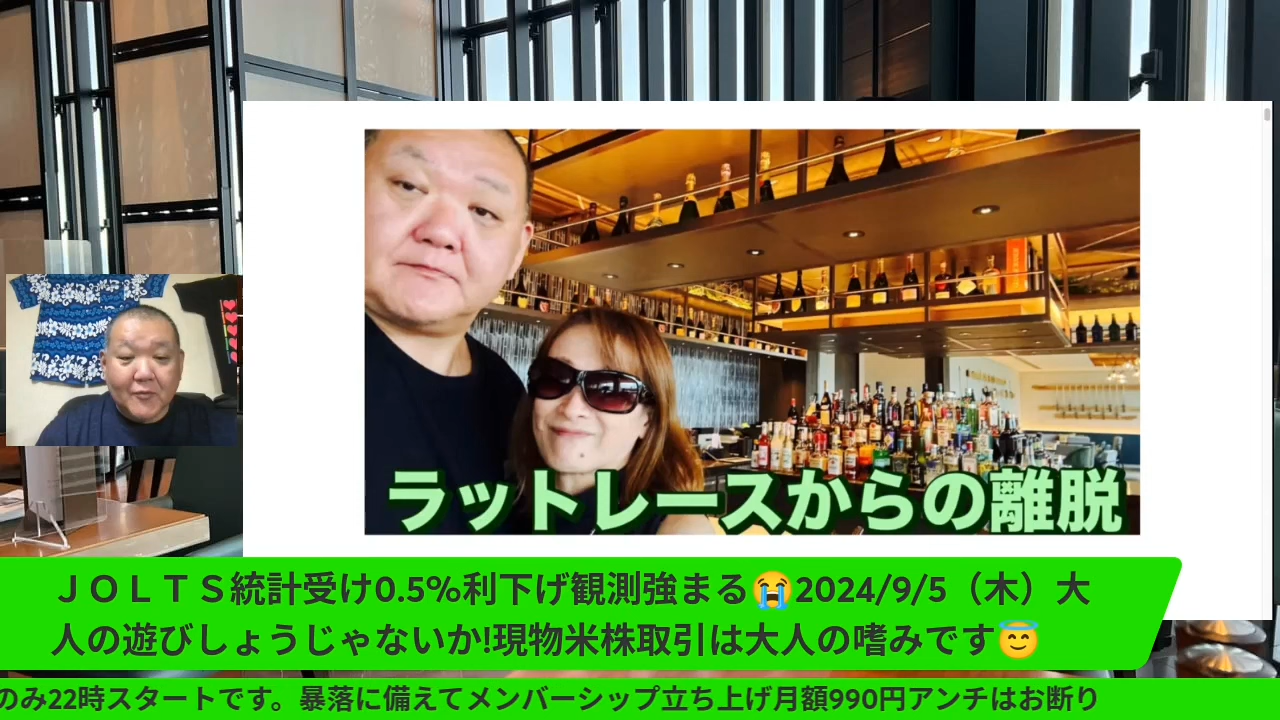 ラットレースからの離脱
ＪＯＬＴＳ統計受け0.5%利下げ観測強まる😭2024/9/5（木）大
人の遊びしょうじゃないか!現物米株取引は大人の嗜みです😇
のみ22時スタートです。暴落に備えてメンバーシップ立ち上げ月額990円アンチはお断り